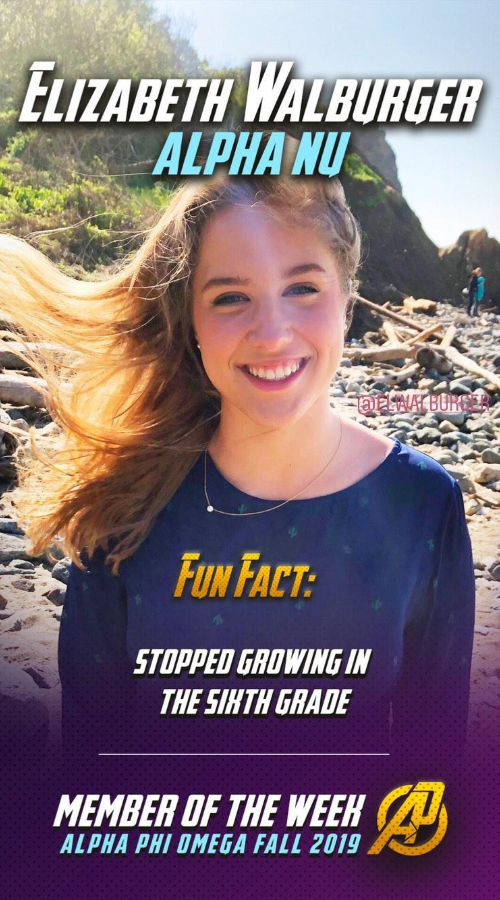 ELIZABETH WALBURGER
ALPHA NU
@ELIWALBURGER
FUN FACT:
STOPPED GROWING IN
THE SIXTH GRADE
MEMBER OF THE WEEK
ALPHA PHI OMEGA FALL 2019